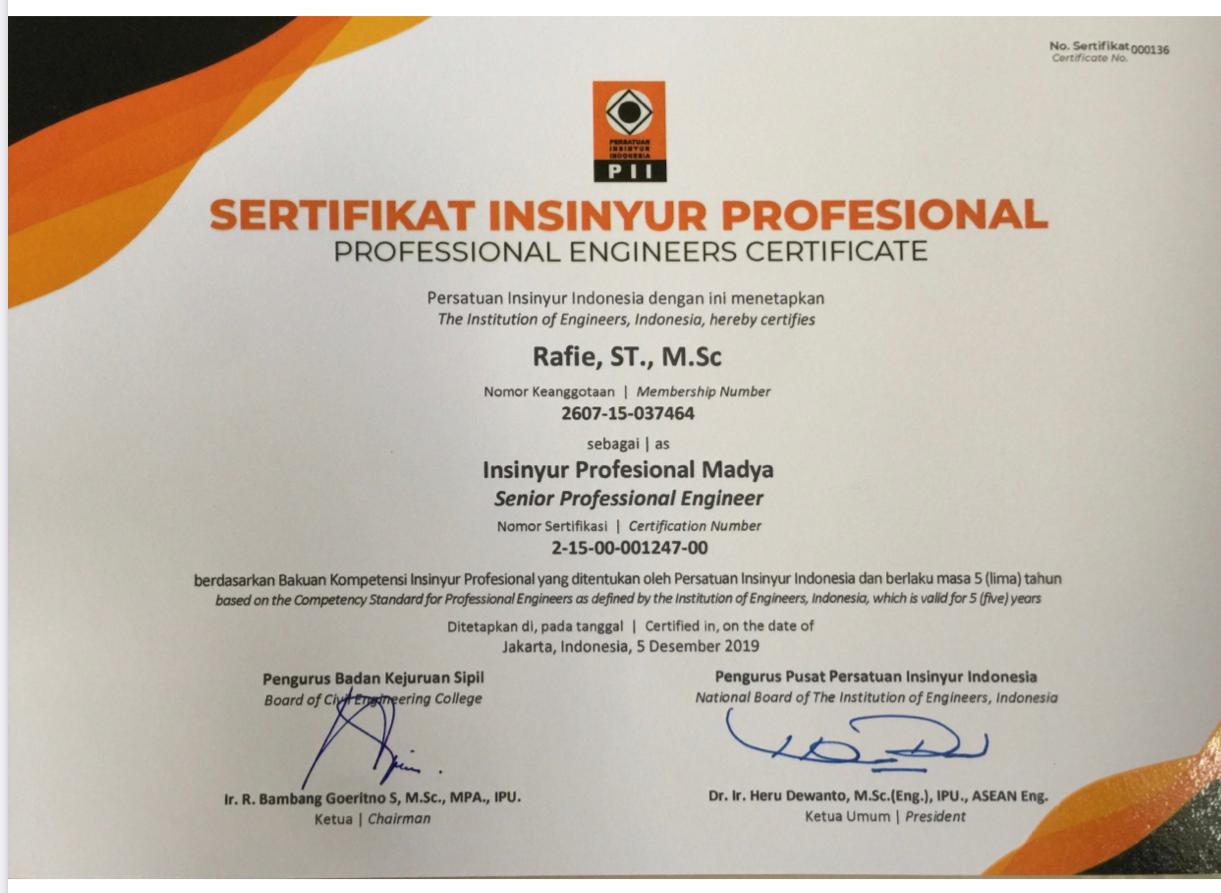 No. Sertifikat 000136
Certificate No.
PERSATUAN
INSINYUR
INDONESIA
PII
SERTIFIKAT INSINYUR PROFESIONAL
PROFESSIONAL ENGINEERS CERTIFICATE
Persatuan Insinyur Indonesia dengan ini menetapkan
The Institution of Engineers, Indonesia, hereby certifies
Rafie, ST., M.Sc
Nomor Keanggotaan | Membership Number
2607-15-037464
sebagai | as
Insinyur Profesional Madya
Senior Professional Engineer
Nomor Sertifikasi | Certification Number
2-15-00-001247-00
berdasarkan Bakuan Kompetensi Insinyur Profesional yang ditentukan oleh Persatuan Insinyur Indonesia dan berlaku masa 5 (lima) tahun
based on the Competency Standard for Professional Engineers as defined by the Institution of Engineers, Indonesia, which is valid for 5 (five) years
Ditetapkan di, pada tanggal | Certified in, on the date of
Jakarta, Indonesia, 5 Desember 2019
Pengurus Badan Kejuruan Sipil
Board of Civil Engineering College
Ir. R. Bambang Goeritno S, M.Sc., MPA., IPU.
Ketua | Chairman
Pengurus Pusat Persatuan Insinyur Indonesia
National Board of The Institution of Engineers, Indonesia
Dr. Ir. Heru Dewanto, M.Sc.(Eng.), IPU., ASEAN Eng.
Ketua Umum | President